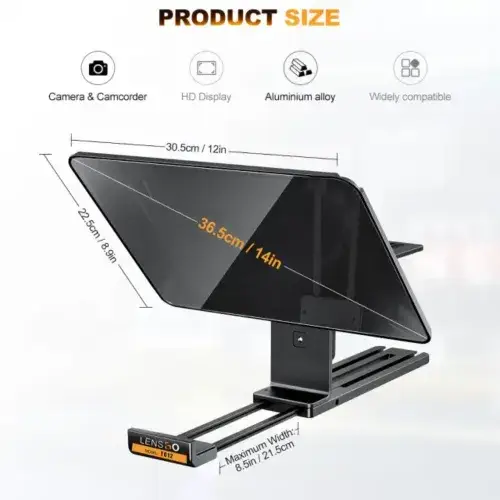 PRODUCT SIZE
Camera & Camcorder
HD Display
Aluminium alloy
Widely compatible
30.5cm / 12in
22.5cm / 8.9in
36.5cm / 14in
LENSGO
Maximum Width:
8.5in / 21.5cm